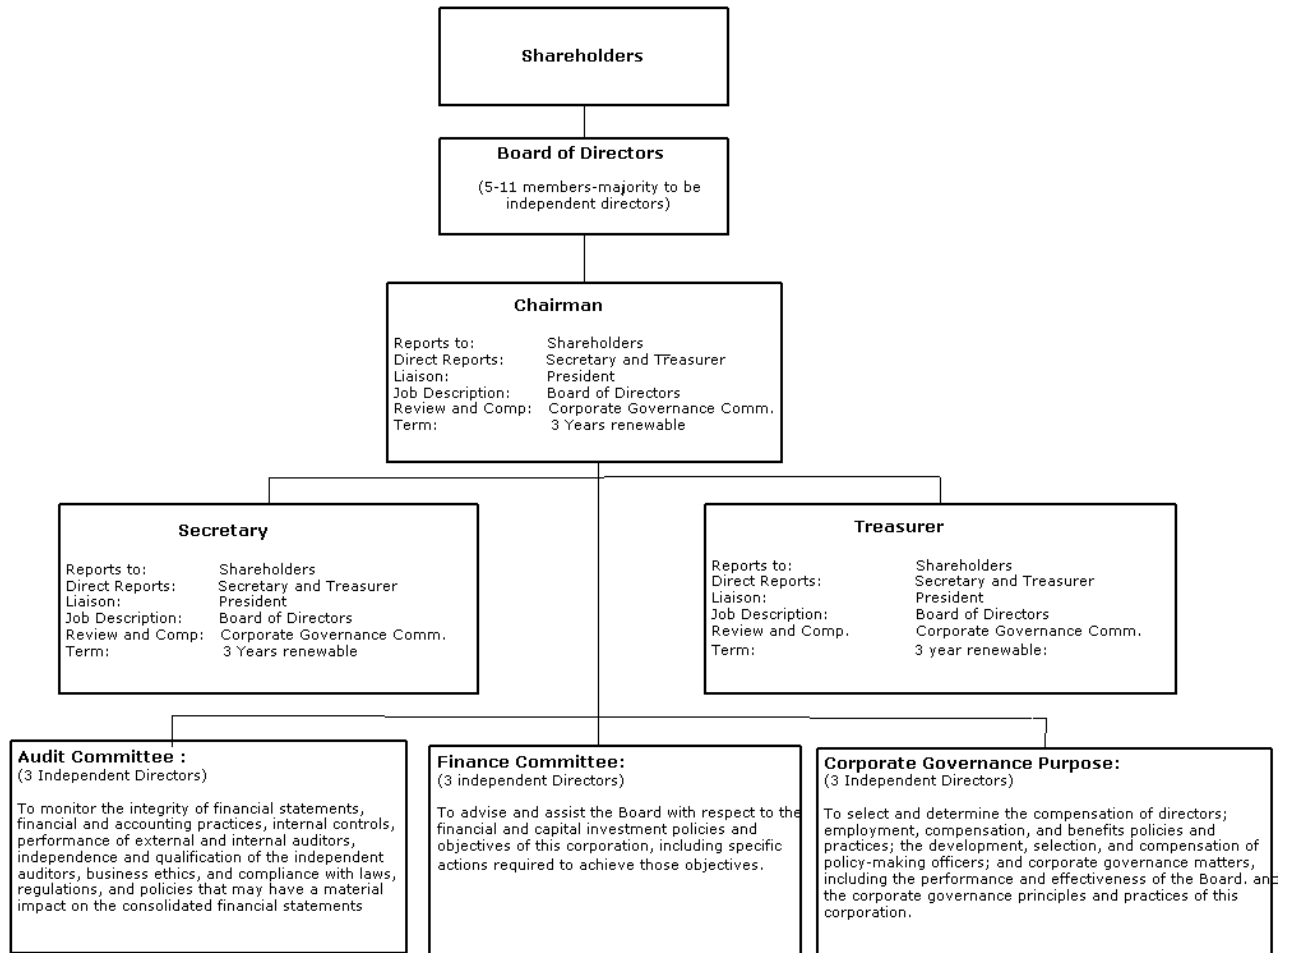 Shareholders
Board of Directors
(5-11 members-majority to be
independent directors)
Chairman
Reports to: Shareholders
Direct Reports: Secretary and Treasurer
Liaison: President
Job Description: Board of Directors
Review and Comp: Corporate Governance Comm.
Term: 3 Years renewable
Secretary
Reports to: Shareholders
Direct Reports: Secretary and Treasurer
Liaison: President
Job Description: Board of Directors
Review and Comp: Corporate Governance Comm.
Term: 3 Years renewable
Treasurer
Reports to: Shareholders
Direct Reports: Secretary and Treasurer
Liaison: President
Job Description: Board of Directors
Review and Comp. Corporate Governance Comm.
Term: 3 year renewable:
Audit Committee :
(3 Independent Directors)
To monitor the integrity of financial statements,
financial and accounting practices, internal controls,
performance of external and internal auditors,
independence and qualification of the independent
auditors, business ethics, and compliance with laws,
regulations, and policies that may have a material
impact on the consolidated financial statements
Finance Committee:
(3 independent Directors)
To advise and assist the Board with respect to the
financial and capital investment policies and
objectives of this corporation, including specific
actions required to achieve those objectives.
Corporate Governance Purpose:
(3 Independent Directors)
To select and determine the compensation of directors;
employment, compensation, and benefits policies and
practices; the development, selection, and compensation of
policy-making officers; and corporate governance matters,
including the performance and effectiveness of the Board. and
the corporate governance principles and practices of this
corporation.